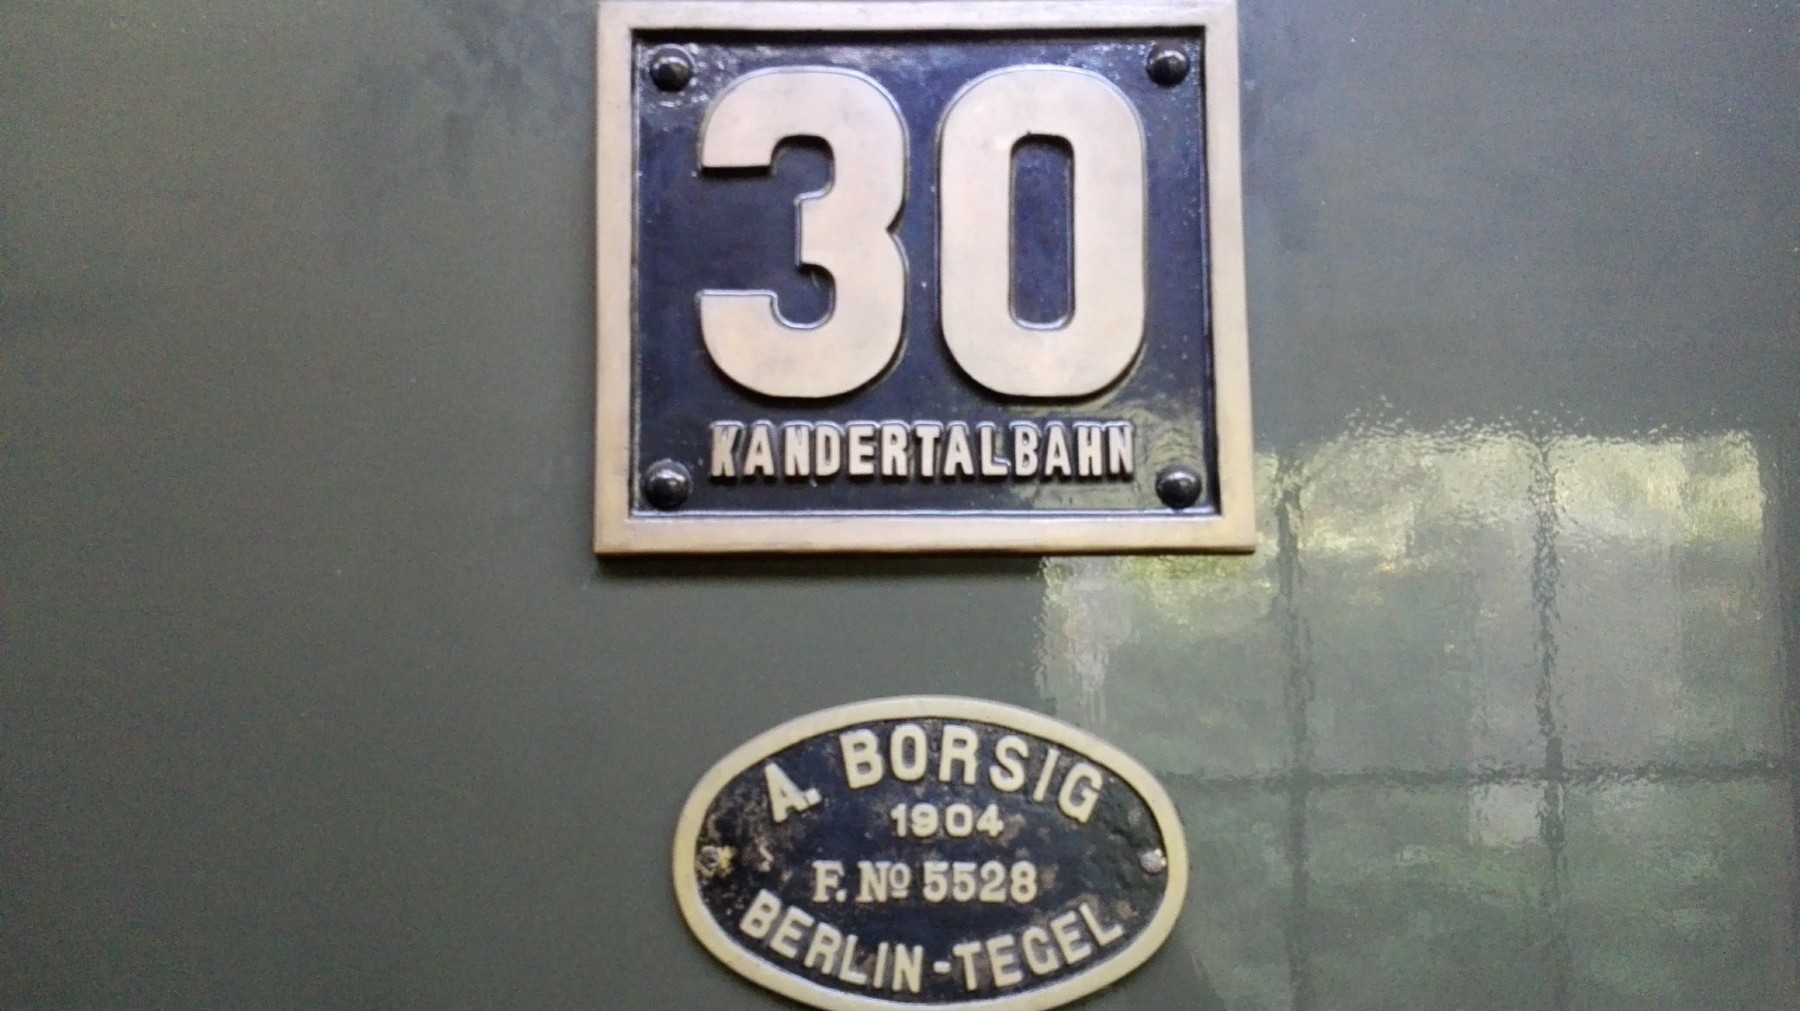 30
KANDERTALBAHN
A. BORSIG
1904
F. Nº 5528
BERLIN-TEGEL